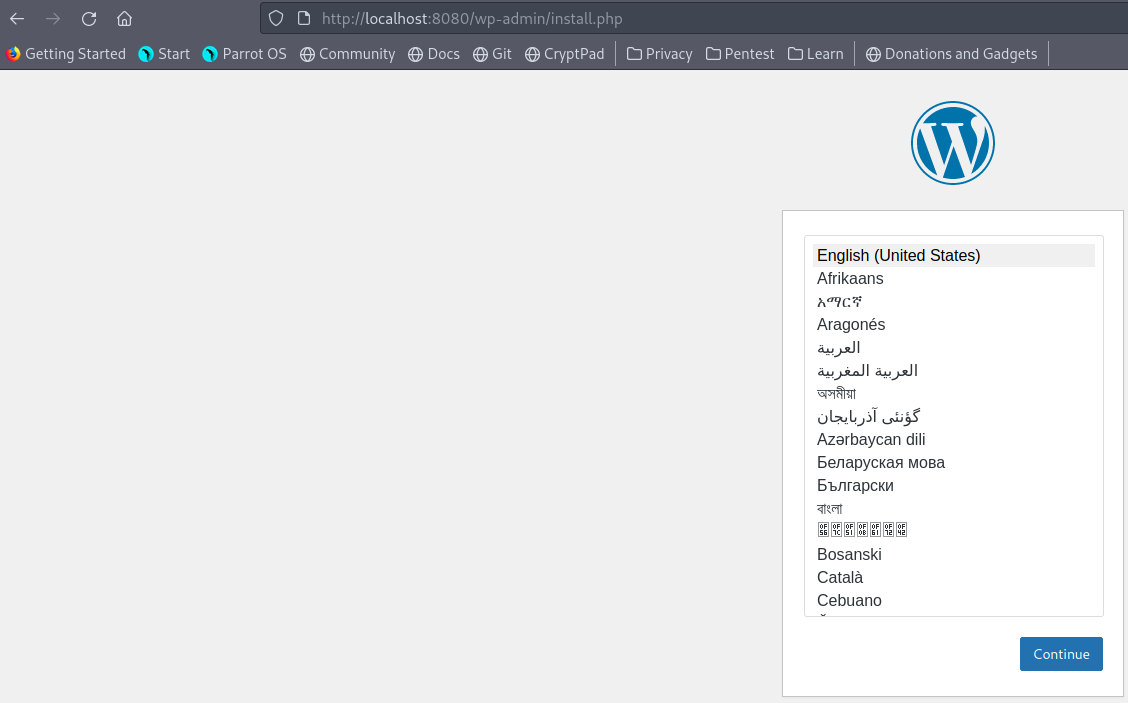 http://localhost:8080/wp-admin/install.php
Getting Started Start Parrot OS Community Docs Git CryptPad Privacy Pentest Learn Donations and Gadgets
English (United States)
Afrikaans
አማርኛ
Aragonés
العربية
العربية المغربية
অসমীয়া
گؤنئی آذربایجان
Azərbaycan dili
Беларуская мова
Български
বাংলা
Bosanski
Català
Cebuano
Continue